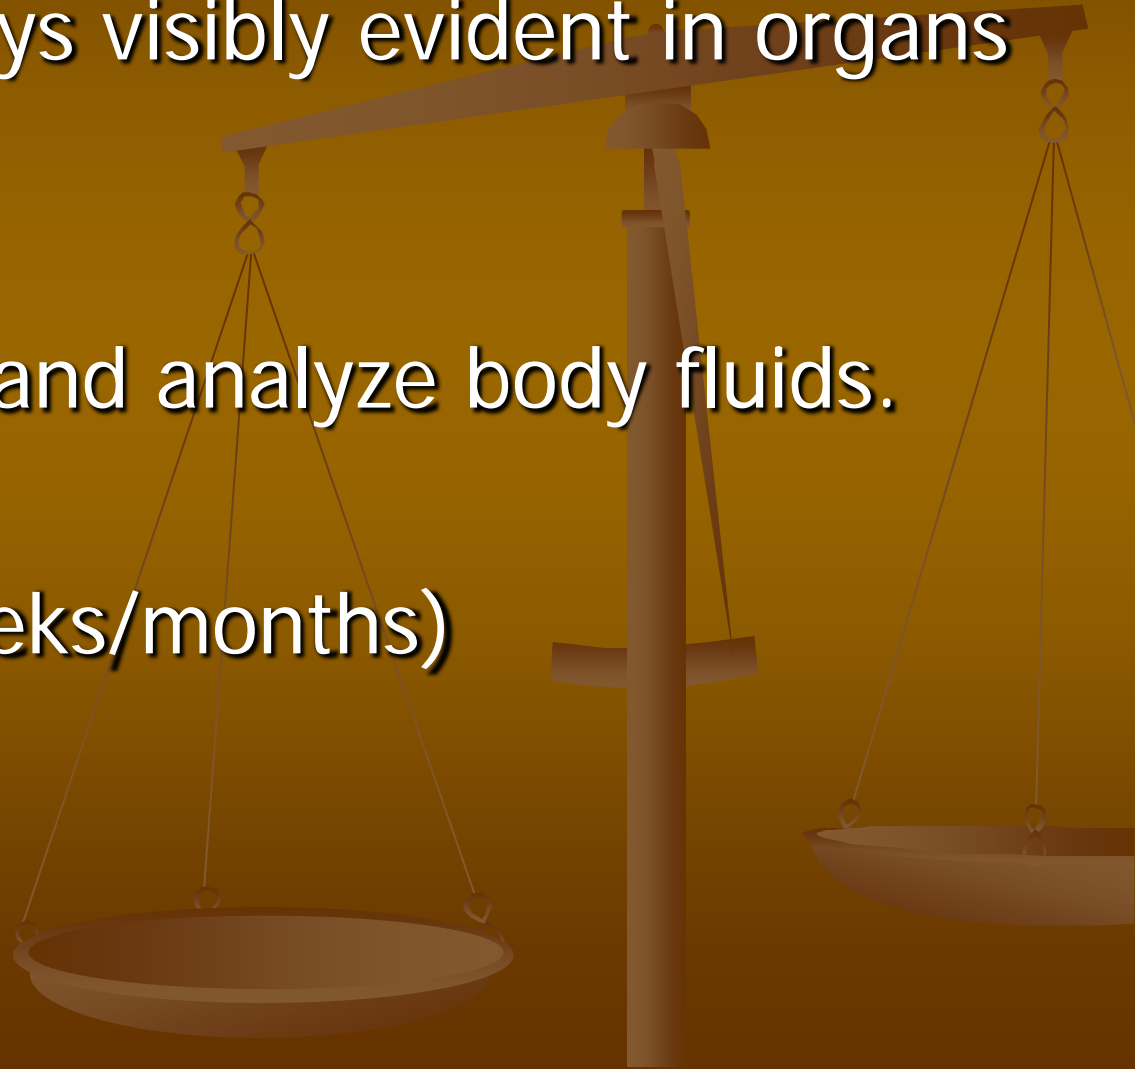 ys visibly evident in organs
and analyze body fluids.
eks/months)